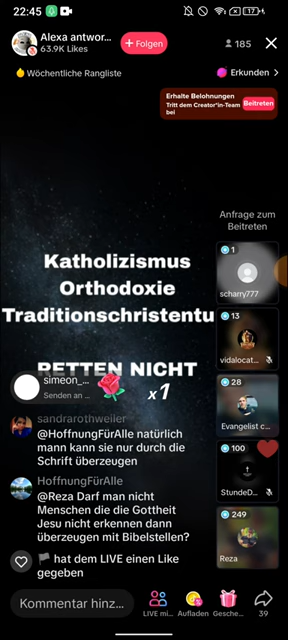 22:45
17
Alexa antwor...
63.9K Likes
+ Folgen
185
Wöchentliche Rangliste
Erkunden >
Erhalte Belohnungen
Tritt dem Creator*in-Team
bei
Beitreten
Anfrage zum
Beitreten
Katholizismus
Orthodoxie
Traditionschristentu
RETTEN NICHT
1
scharry777
13
vidalocat...
28
Evangelist c...
100
StundeD...
249
Reza
simeon_...
Senden an ...
x1
sandrarothweiler
@HoffnungFürAlle natürlich
mann kann sie nur durch die
Schrift überzeugen
HoffnungFürAlle
@Reza Darf man nicht
Menschen die die Gottheit
Jesu nicht erkennen dann
überzeugen mit Bibelstellen?
hat dem LIVE einen Like
gegeben
Kommentar hinz...
LIVE mi...
Aufladen
Gesche...
39